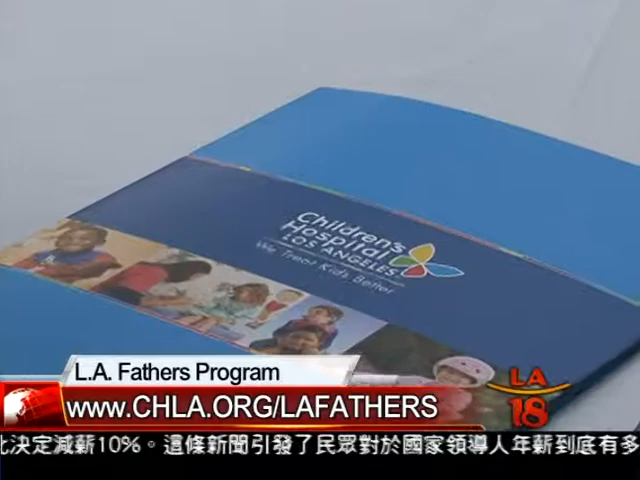 Children's
Hospital
LOS ANGELES
We Treat Kids Better
L.A. Fathers Program
www.CHLA.ORG/LAFATHERS
LA
18
決定減薪10%。這條新聞引發了民眾對於國家領導人年薪到底有多